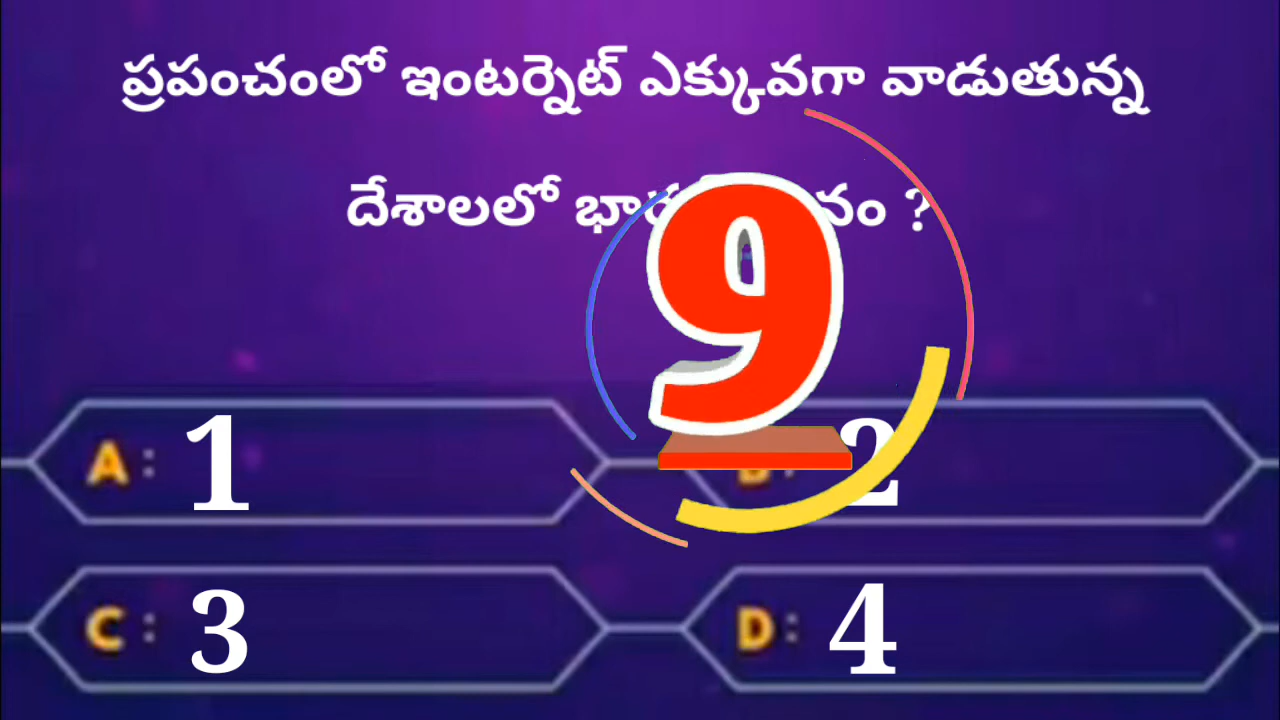 ప్రపంచంలో ఇంటర్నెట్ ఎక్కువగా వాడుతున్న
దేశాలలో ?
9
A : 1
2
C : 3
D : 4